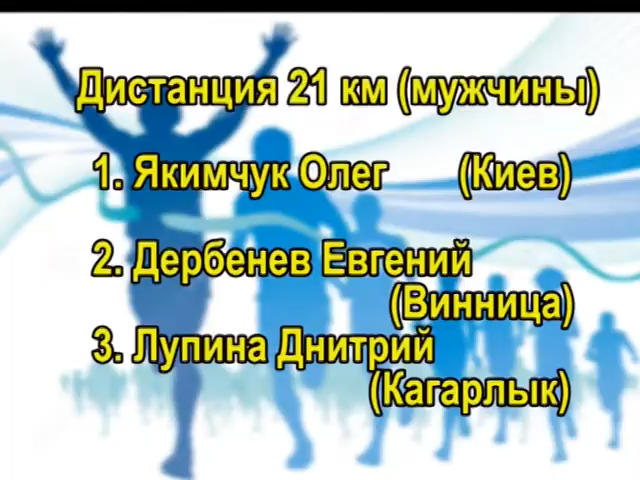 Дистанция 21 км (мужчины)
1. Якимчук Олег (Киев)
2. Дербенев Евгений
(Винница)
3. Лупина Днитрий
(Кагарлык)